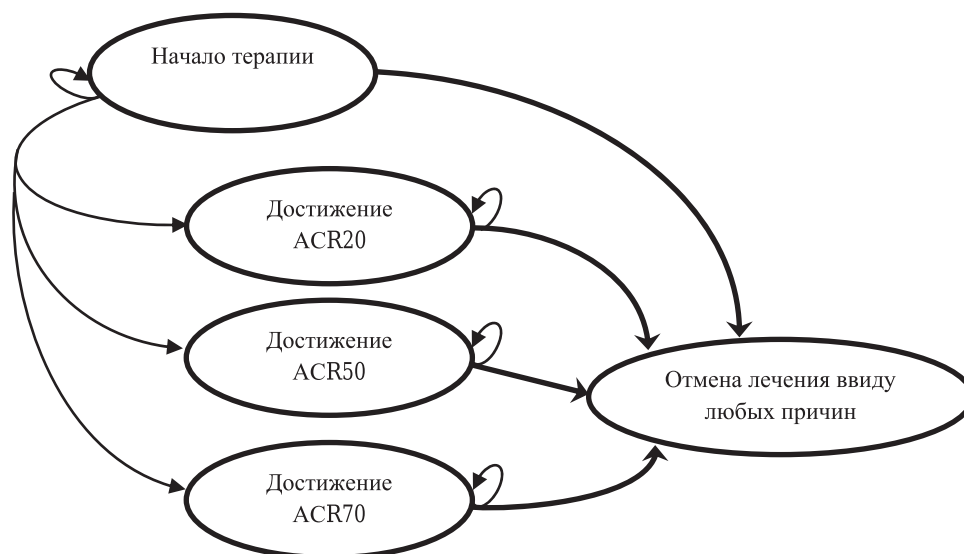 Начало терапии
Достижение
ACR20
Достижение
ACR50
Достижение
ACR70
Отмена лечения ввиду
любых причин